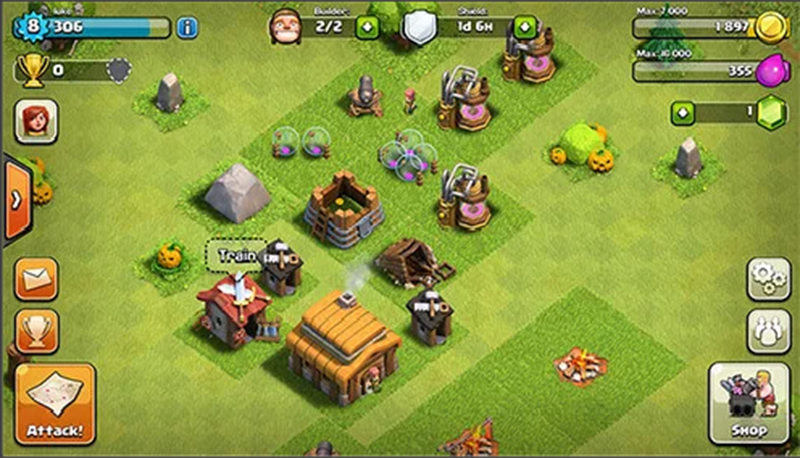 luke
8 306
Builder:
2/2
Shield:
1d 6H
Max: 7 000
1 897
0
Max: 16 000
355
1
Train
Attack!
Shop